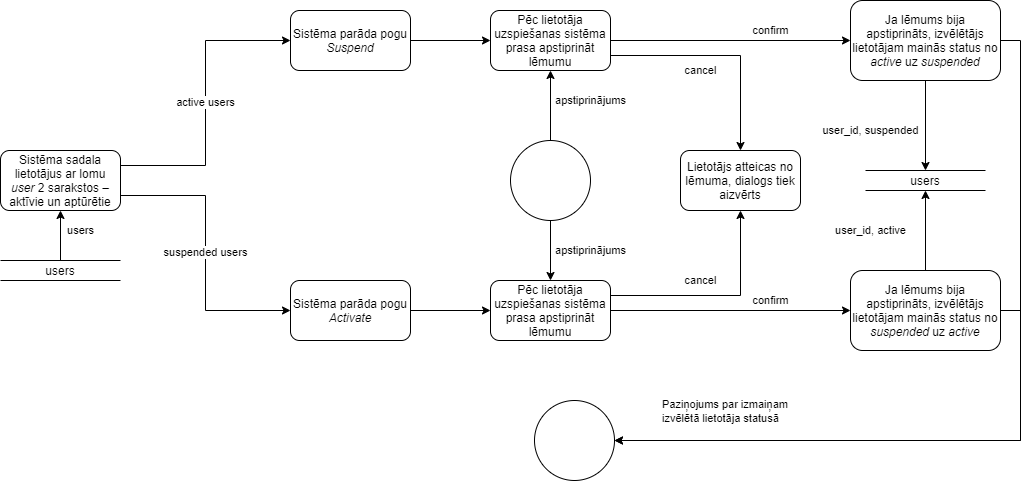 Sistēma sadala
lietotājus ar lomu
user 2 sarakstos –
aktīvie un aptūrētie
users
users
active users
suspended users
Sistēma parāda pogu
Suspend
Sistēma parāda pogu
Activate
Pēc lietotāja
uzspiešanas sistēma
prasa apstiprināt
lēmumu
apstiprinājums
apstiprinājums
Pēc lietotāja
uzspiešanas sistēma
prasa apstiprināt
lēmumu
confirm
cancel
Lietotājs atteicas no
lēmuma, dialogs tiek
aizvērts
cancel
confirm
Ja lēmums bija
apstiprināts, izvēlētājs
lietotājam mainās status no
active uz suspended
user_id, suspended
users
user_id, active
Ja lēmums bija
apstiprināts, izvēlētājs
lietotājam mainās status no
suspended uz active
Paziņojums par izmaiņam
izvēlētā lietotāja statusā